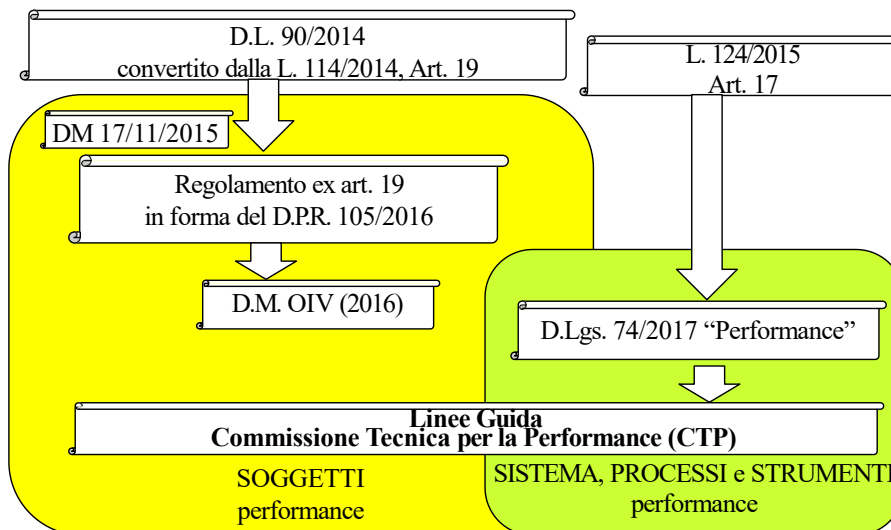 D.L. 90/2014
convertito dalla L. 114/2014, Art. 19
L. 124/2015
Art. 17
DM 17/11/2015
Regolamento ex art. 19
in forma del D.P.R. 105/2016
D.M. OIV (2016)
D.Lgs. 74/2017 “Performance”
Linee Guida
Commissione Tecnica per la Performance (CTP)
SOGGETTI
performance
SISTEMA, PROCESSI e STRUMENTI
performance